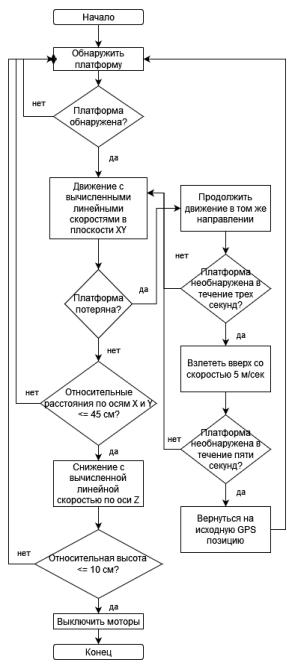 Начало
Обнаружить
платформу
нет
Платформа
обнаружена?
да
Движение с
вычисленными
линейными
скоростями в
плоскости XY
Продолжить
движение в том же
направлении
да
нет
Платформа
потеряна?
Платформа
необнаружена в
течение трех
секунд?
нет
да
Взлететь вверх со
скоростью 5 м/сек
нет
Относительные
расстояния по осям X и Y
<= 45 см?
нет
Платформа
необнаружена в
течение пяти
секунд?
да
Снижение с
вычисленной
линейной
скоростью по оси Z
да
Вернуться на
исходную GPS
позицию
нет
Относительная высота
<= 10 см?
да
Выключить моторы
Конец